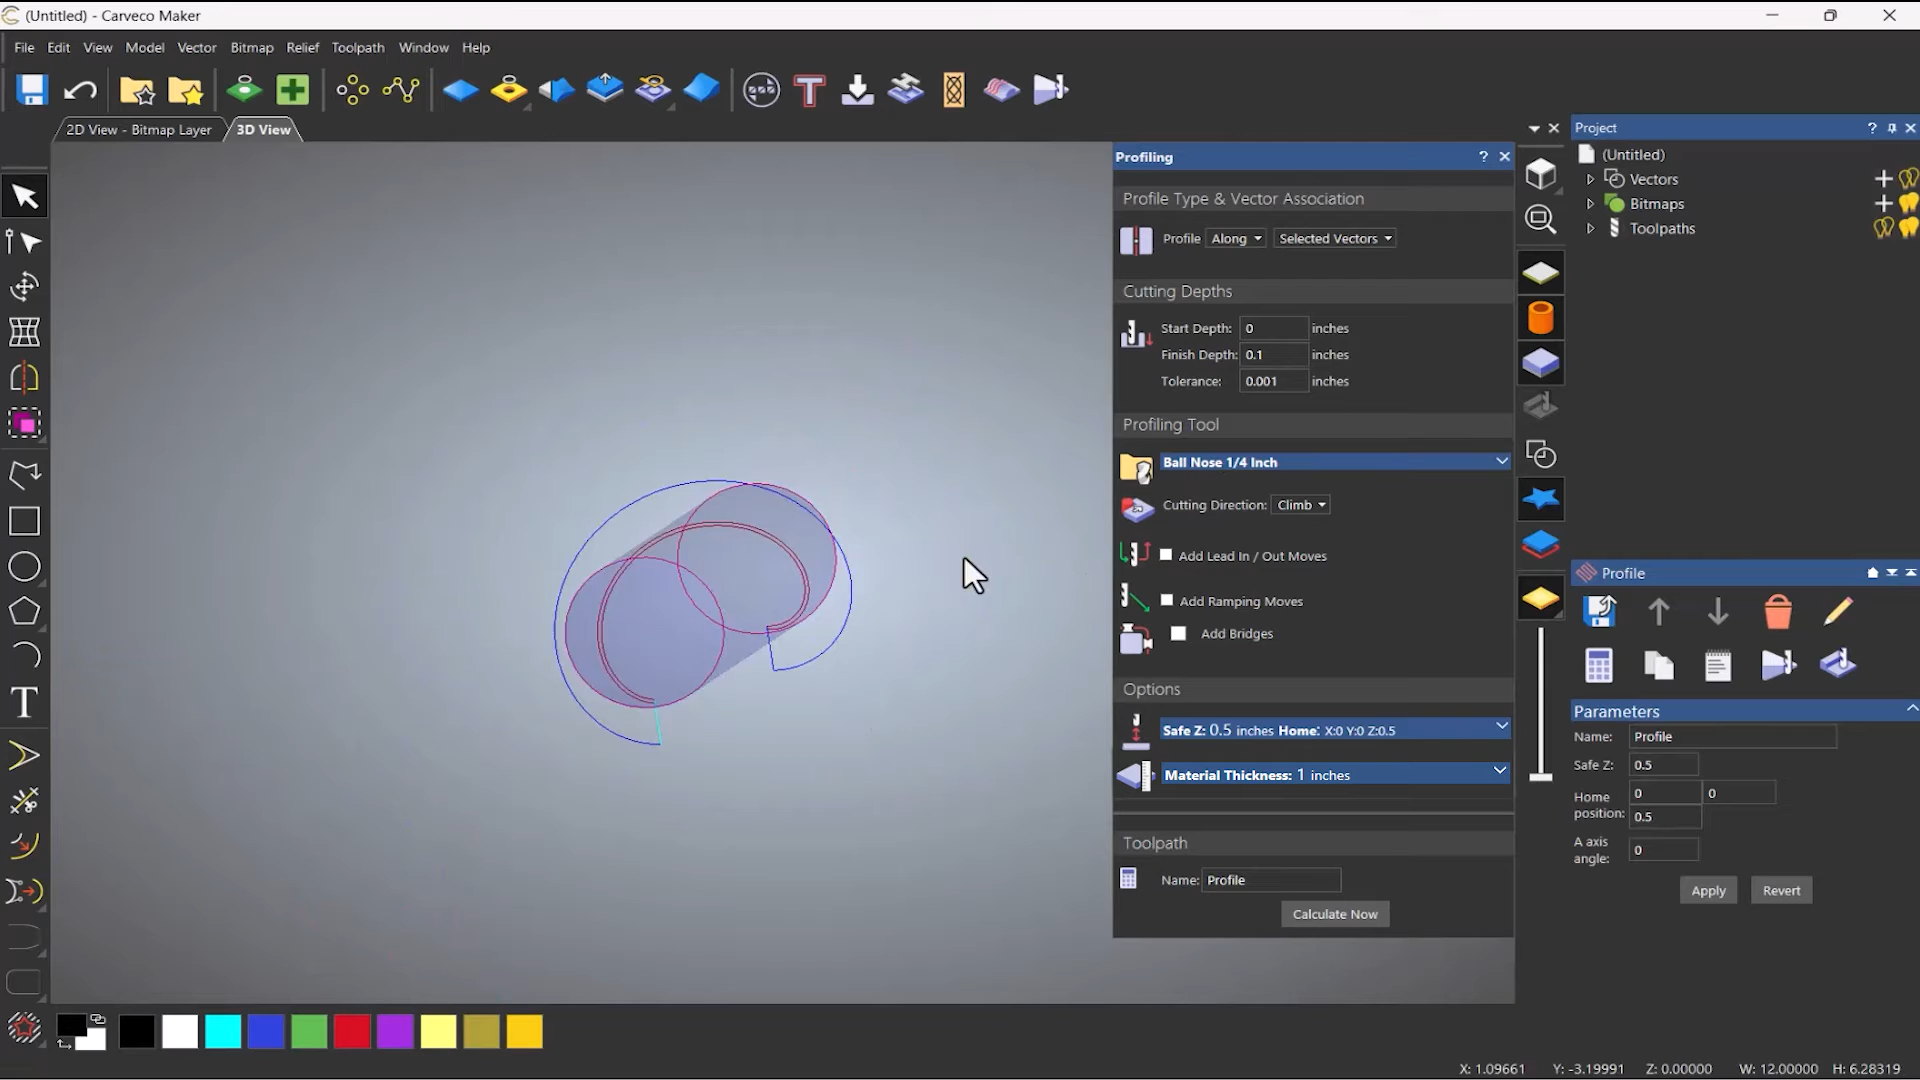 (Untitled) - Carveco Maker
File Edit View Model Vector Bitmap Relief Toolpath Window Help
2D View - Bitmap Layer 3D View
Profiling ?
Profile Type & Vector Association
Profile Along Selected Vectors
Cutting Depths
Start Depth: 0 inches
Finish Depth: 0.1 inches
Tolerance: 0.001 inches
Profiling Tool
Ball Nose 1/4 Inch
Cutting Direction: Climb
Add Lead In / Out Moves
Add Ramping Moves
Add Bridges
Options
Safe Z: 0.5 inches Home: X:0 Y:0 Z:0.5
Material Thickness: 1 inches
Toolpath
Name: Profile
Calculate Now
Project ?
(Untitled)
Vectors
Bitmaps
Toolpaths
Profile
Parameters
Name: Profile
Safe Z: 0.5
Home position: 0 0
0.5
A axis angle: 0
Apply Revert
X: 1.09661 Y: -3.19991 Z: 0.00000 W: 12.00000 H: 6.28319